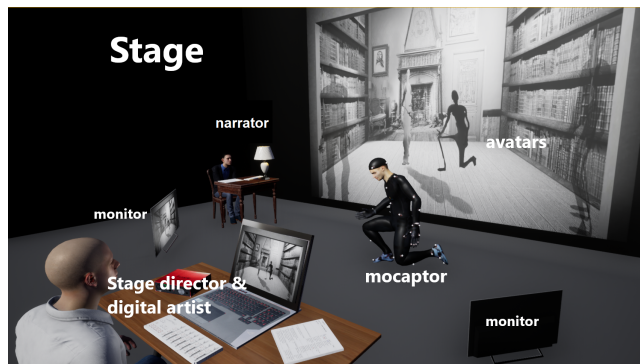 Stage
narrator
avatars
monitor
mocaptor
Stage director &
digital artist
monitor